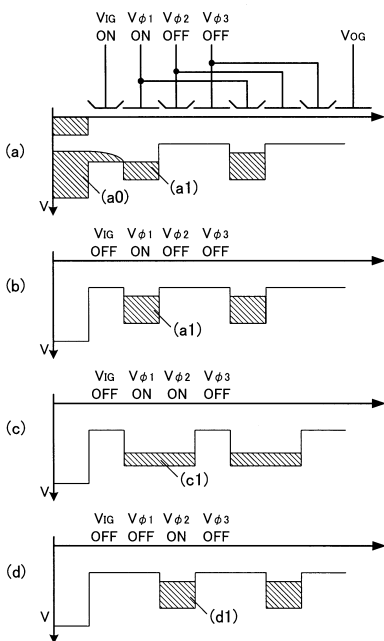 VIG Vφ1 Vφ2 Vφ3
ON ON OFF OFF
VOG
(a)
(a0)
(a1)
V
VIG Vφ1 Vφ2 Vφ3
OFF ON OFF OFF
(b)
(a1)
V
VIG Vφ1 Vφ2 Vφ3
OFF ON ON OFF
(c)
(c1)
V
VIG Vφ1 Vφ2 Vφ3
OFF OFF ON OFF
(d)
(d1)
V